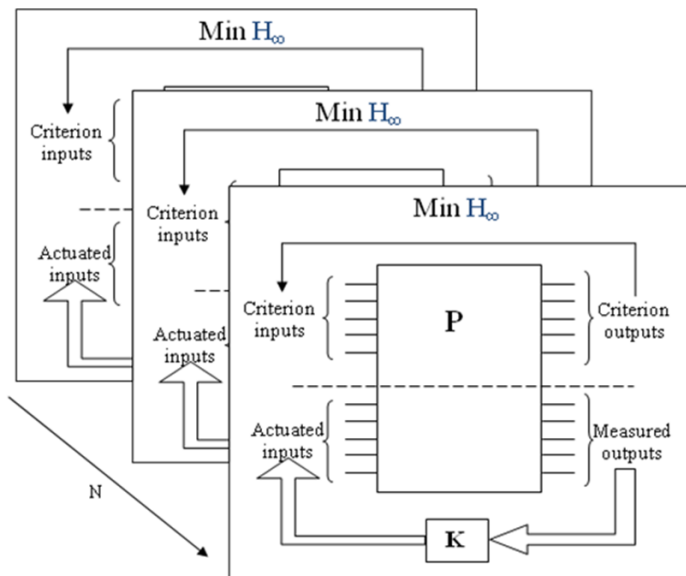 Min H∞
Criterion
inputs
Actuated
inputs
Min H∞
Criterion
inputs
Actuated
inputs
Min H∞
Criterion
inputs
P
Criterion
outputs
Actuated
inputs
Measured
outputs
K
N